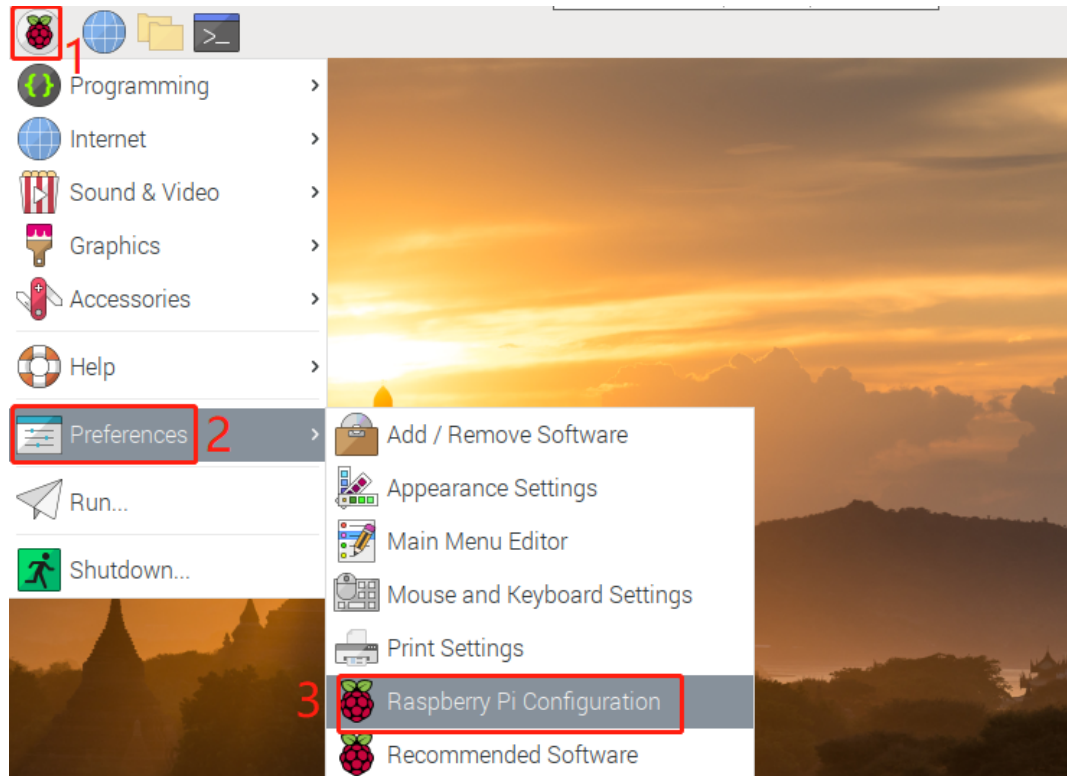 1
Programming
Internet
Sound & Video
Graphics
Accessories
Help
Preferences 2
Add / Remove Software
Run...
Appearance Settings
Main Menu Editor
Shutdown...
Mouse and Keyboard Settings
Print Settings
3 Raspberry Pi Configuration
Recommended Software